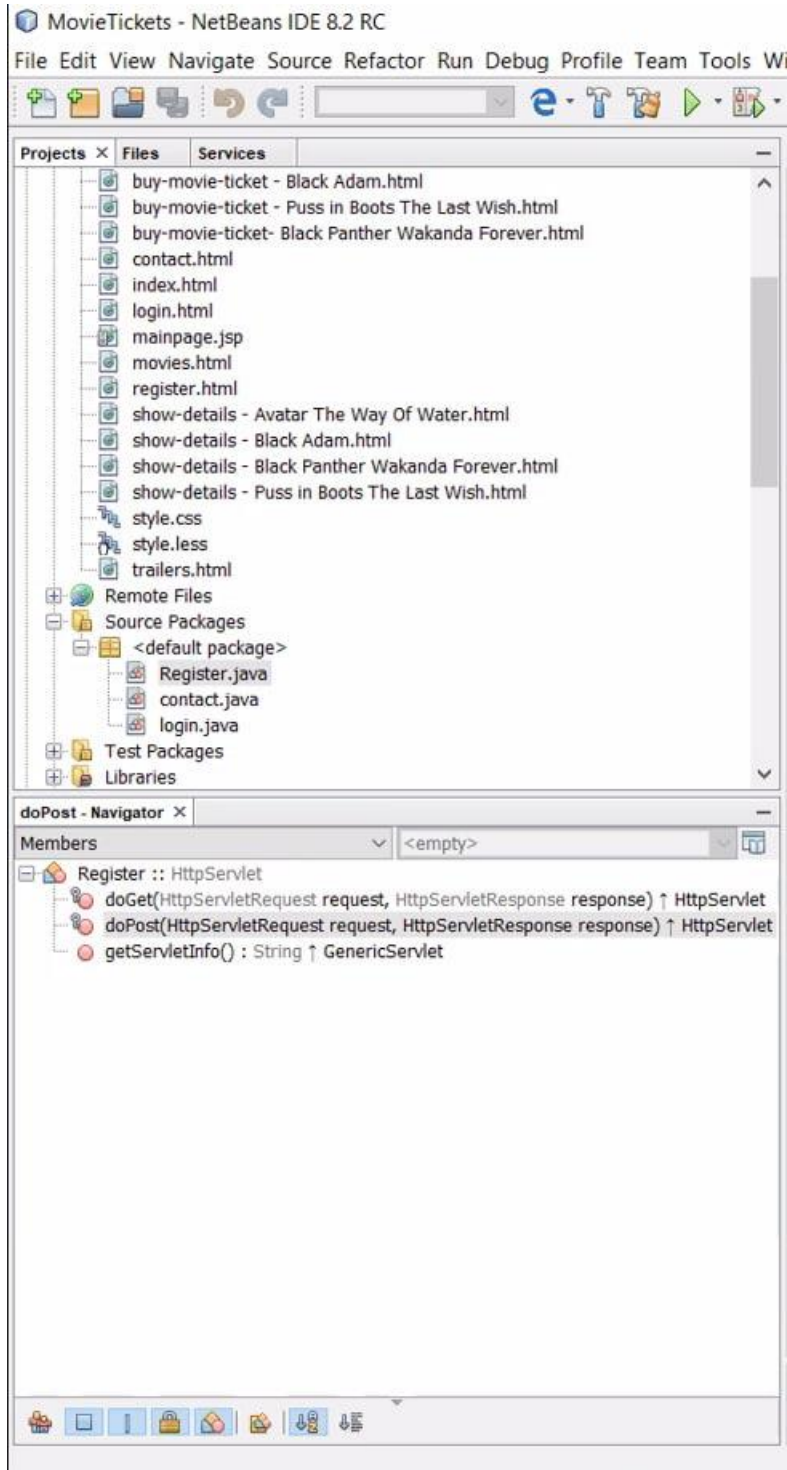 MovieTickets - NetBeans IDE 8.2 RC
File Edit View Navigate Source Refactor Run Debug Profile Team Tools Wi
Projects Files Services
buy-movie-ticket - Black Adam.html
buy-movie-ticket - Puss in Boots The Last Wish.html
buy-movie-ticket- Black Panther Wakanda Forever.html
contact.html
index.html
login.html
mainpage.jsp
movies.html
register.html
show-details - Avatar The Way Of Water.html
show-details - Black Adam.html
show-details - Black Panther Wakanda Forever.html
show-details - Puss in Boots The Last Wish.html
style.css
style.less
trailers.html
Remote Files
Source Packages
<default package>
Register.java
contact.java
login.java
Test Packages
Libraries
doPost - Navigator
Members <empty>
Register :: HttpServlet
doGet(HttpServletRequest request, HttpServletResponse response) ↑ HttpServlet
doPost(HttpServletRequest request, HttpServletResponse response) ↑ HttpServlet
getServletInfo() : String ↑ GenericServlet